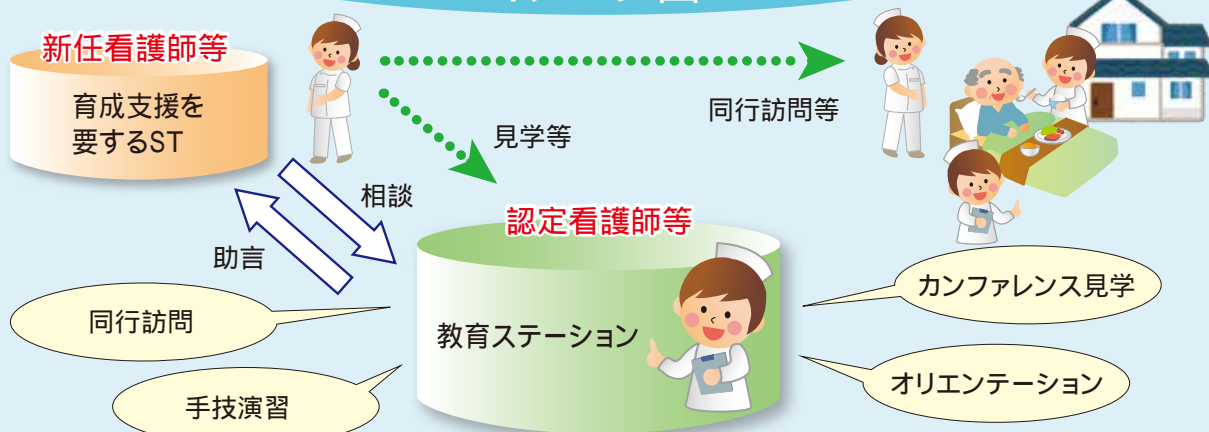 新任看護師等
育成支援を
要するST
同行訪問等
見学等
相談
助言
認定看護師等
教育ステーション
同行訪問
手技演習
カンファレンス見学
オリエンテーション